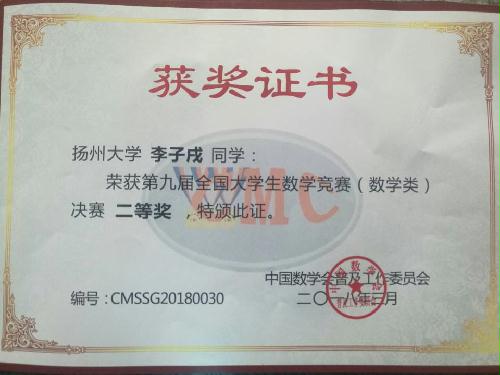 获奖证书
扬州大学 李子戌 同学：
荣获第九届全国大学生数学竞赛（数学类）
决赛 二等奖 ，特颁此证。
WMC
中国数学会普及工作委员会
编号：CMSSG20180030
二〇一八年三月